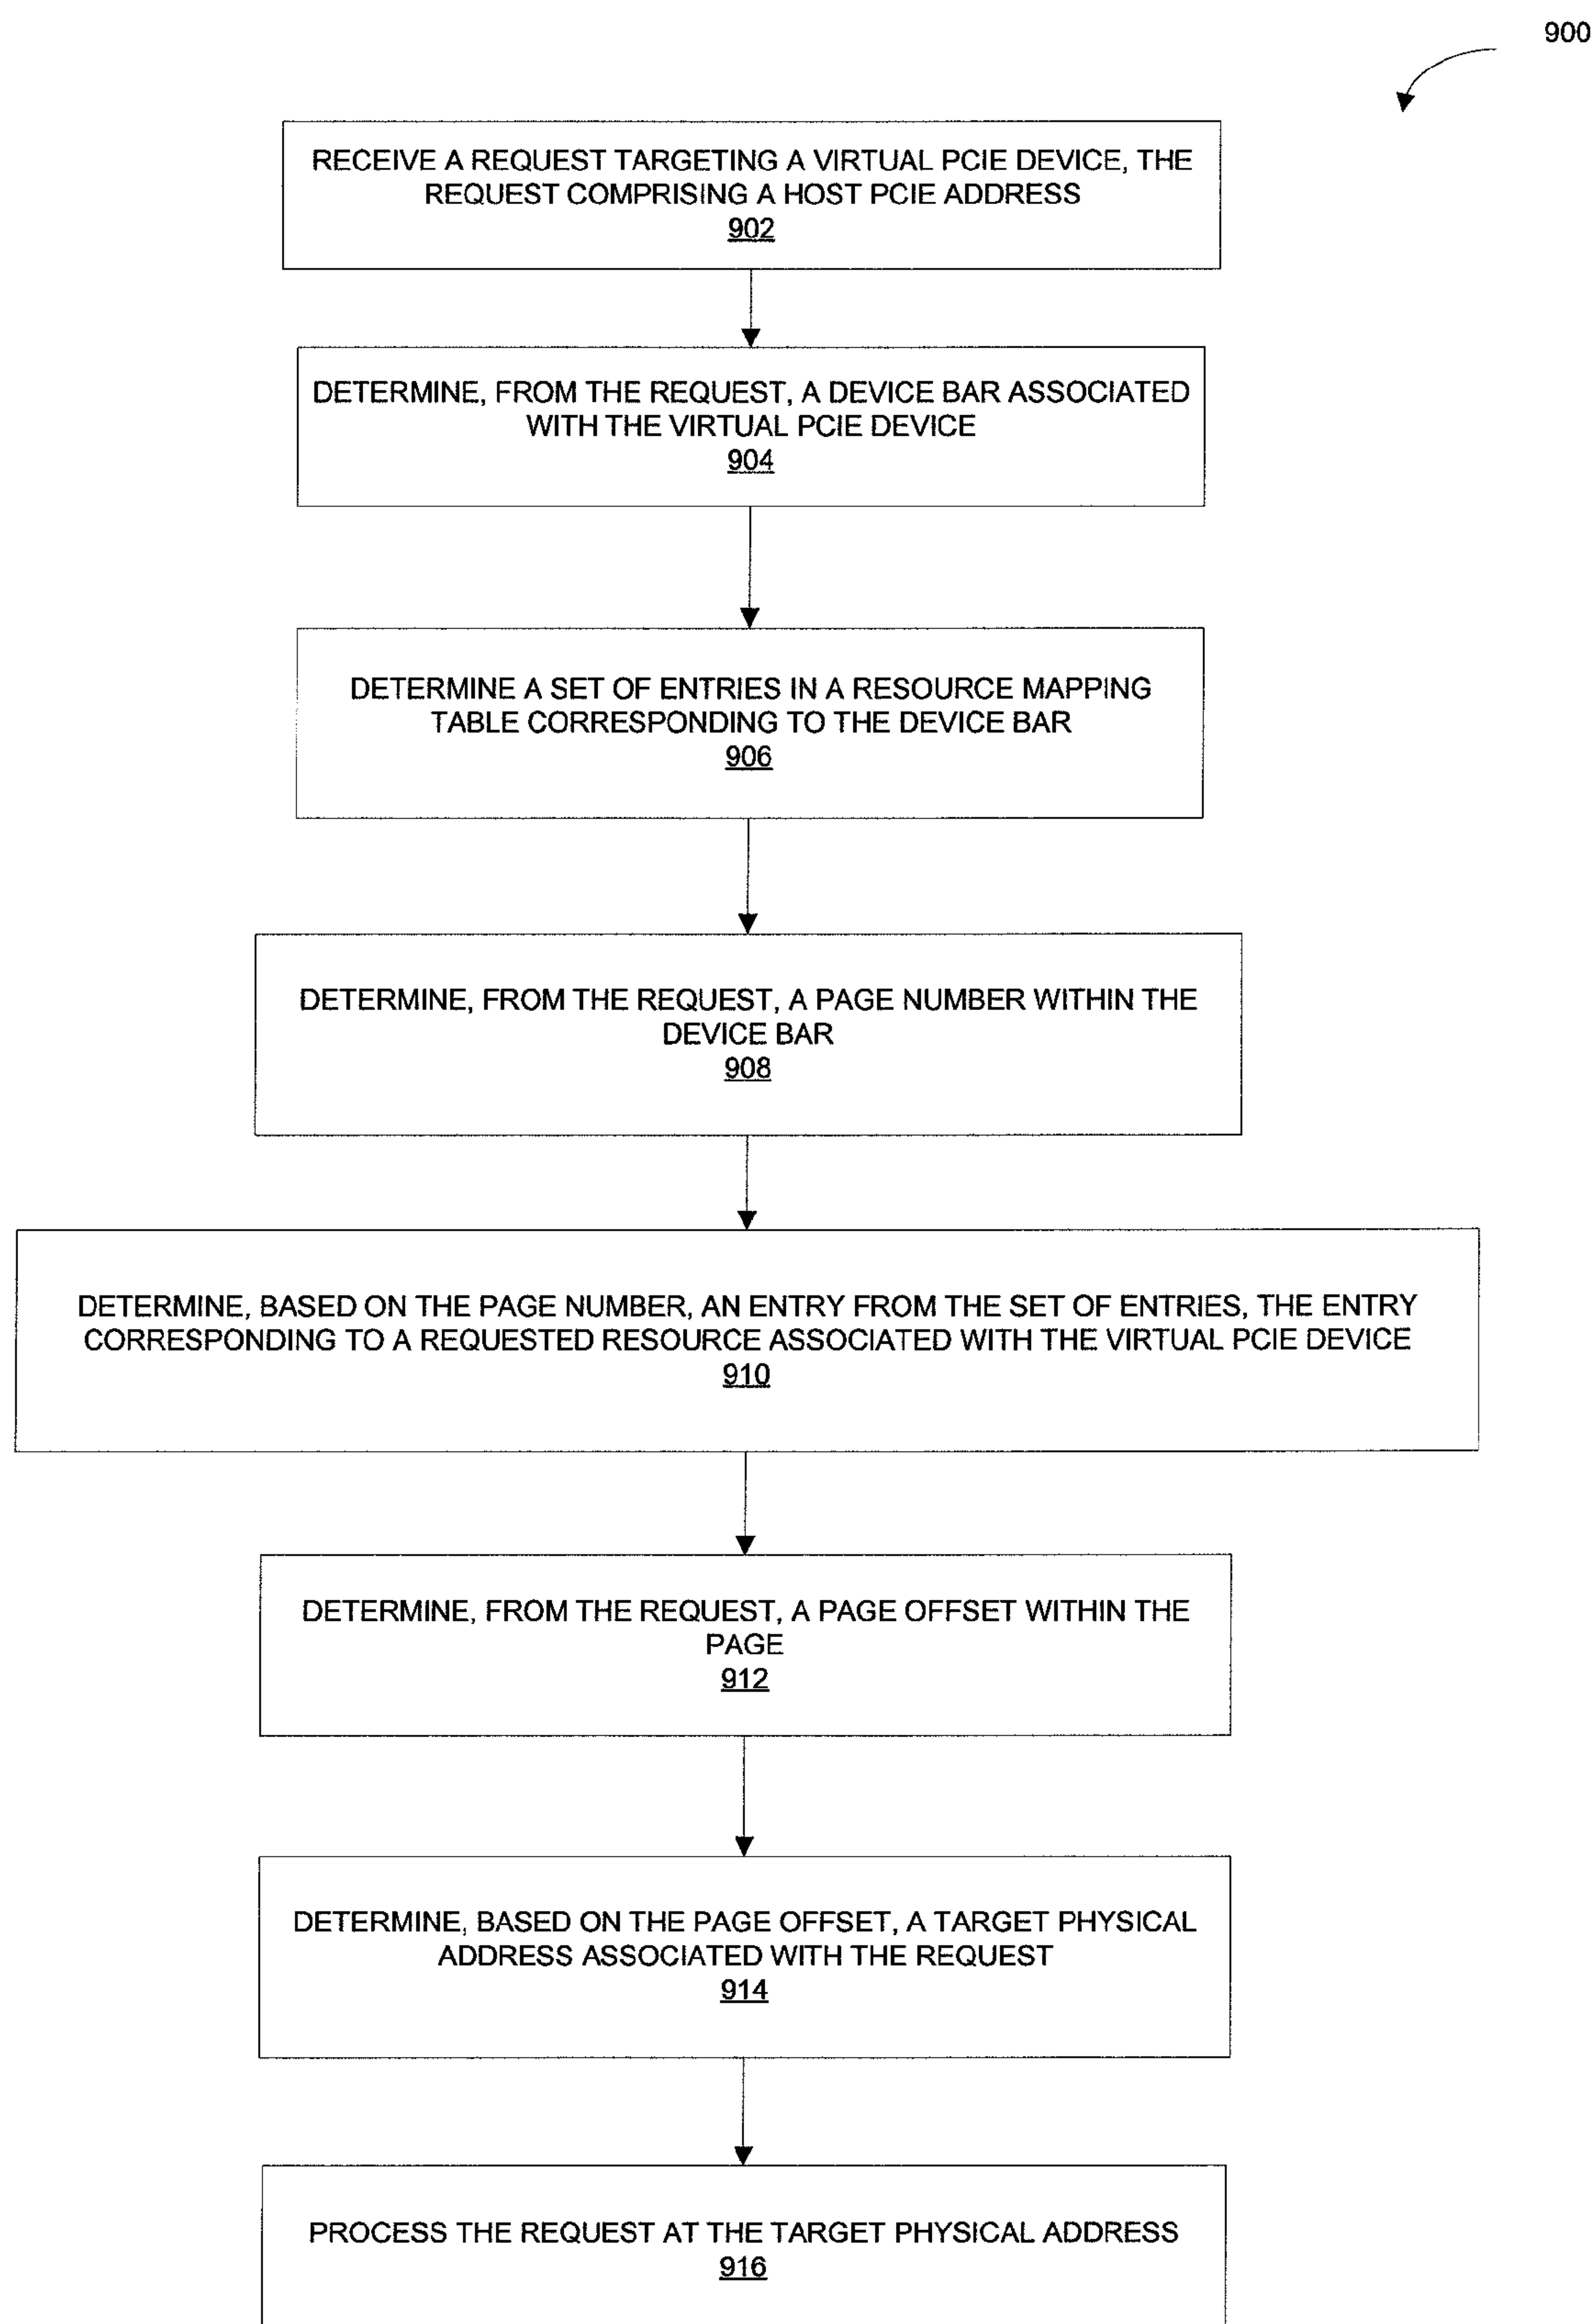 900
RECEIVE A REQUEST TARGETING A VIRTUAL PCIE DEVICE, THE
REQUEST COMPRISING A HOST PCIE ADDRESS
902
DETERMINE, FROM THE REQUEST, A DEVICE BAR ASSOCIATED
WITH THE VIRTUAL PCIE DEVICE
904
DETERMINE A SET OF ENTRIES IN A RESOURCE MAPPING
TABLE CORRESPONDING TO THE DEVICE BAR
906
DETERMINE, FROM THE REQUEST, A PAGE NUMBER WITHIN THE
DEVICE BAR
908
DETERMINE, BASED ON THE PAGE NUMBER, AN ENTRY FROM THE SET OF ENTRIES, THE ENTRY
CORRESPONDING TO A REQUESTED RESOURCE ASSOCIATED WITH THE VIRTUAL PCIE DEVICE
910
DETERMINE, FROM THE REQUEST, A PAGE OFFSET WITHIN THE
PAGE
912
DETERMINE, BASED ON THE PAGE OFFSET, A TARGET PHYSICAL
ADDRESS ASSOCIATED WITH THE REQUEST
914
PROCESS THE REQUEST AT THE TARGET PHYSICAL ADDRESS
916